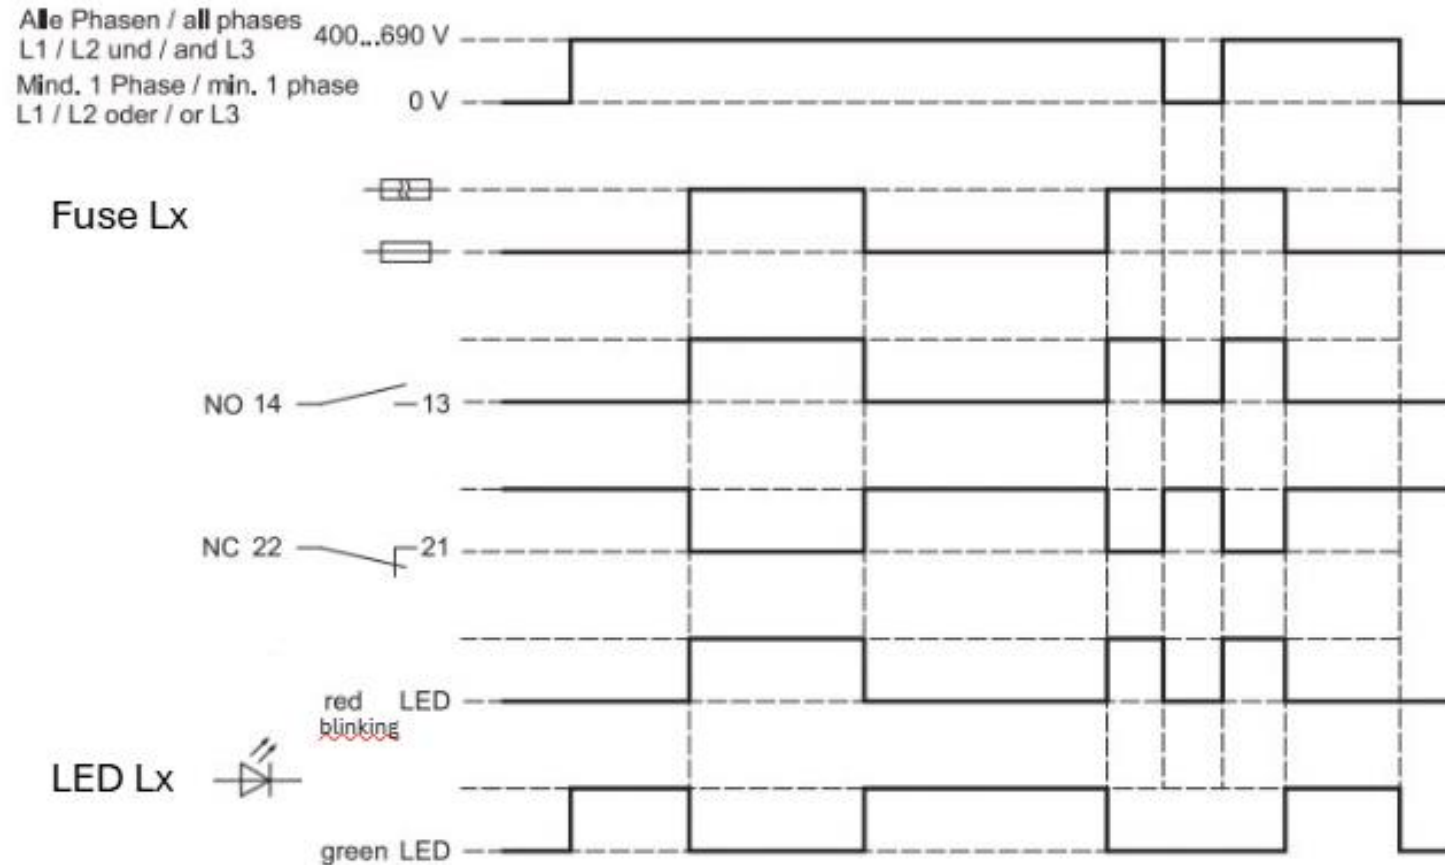 Alle Phasen / all phases
L1 / L2 und / and L3
400...690 V
Mind. 1 Phase / min. 1 phase
L1 / L2 oder / or L3
0 V
Fuse Lx
NO 14
13
NC 22
21
red LED
blinking
LED Lx
green LED